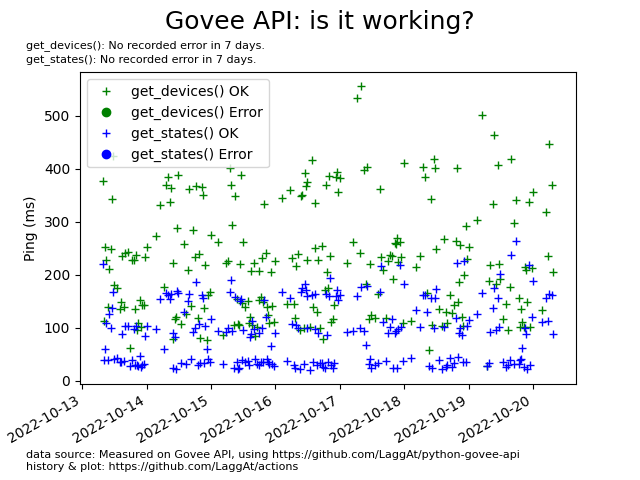 Govee API: is it working?
get_devices(): No recorded error in 7 days.
get_states(): No recorded error in 7 days.
get_devices() OK
get_devices() Error
get_states() OK
get_states() Error
Ping (ms)
500
400
300
200
100
0
2022-10-13
2022-10-14
2022-10-15
2022-10-16
2022-10-17
2022-10-18
2022-10-19
2022-10-20
data source: Measured on Govee API, using https://github.com/LaggAt/python-govee-api
history & plot: https://github.com/LaggAt/actions